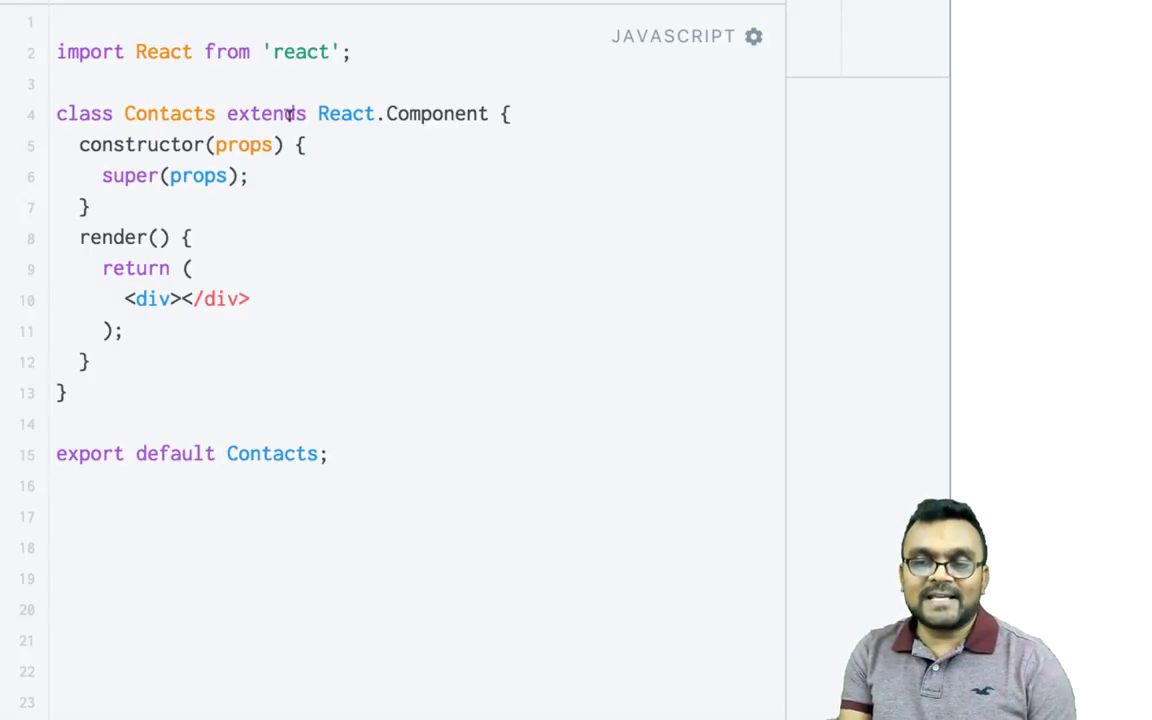 JAVASCRIPT
1
2 import React from 'react';
3
4 class Contacts extends React.Component {
5 constructor(props) {
6 super(props);
7 }
8 render() {
9 return (
10 <div></div>
11 );
12 }
13 }
14
15 export default Contacts;
16
17
18
19
20
21
22
23